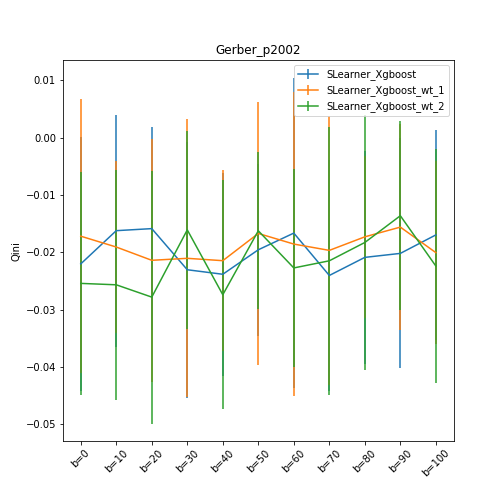 Gerber_p2002
SLearner_Xgboost
SLearner_Xgboost_wt_1
SLearner_Xgboost_wt_2
Qini
0.01
0.00
−0.01
−0.02
−0.03
−0.04
−0.05
b=0
b=10
b=20
b=30
b=40
b=50
b=60
b=70
b=80
b=90
b=100